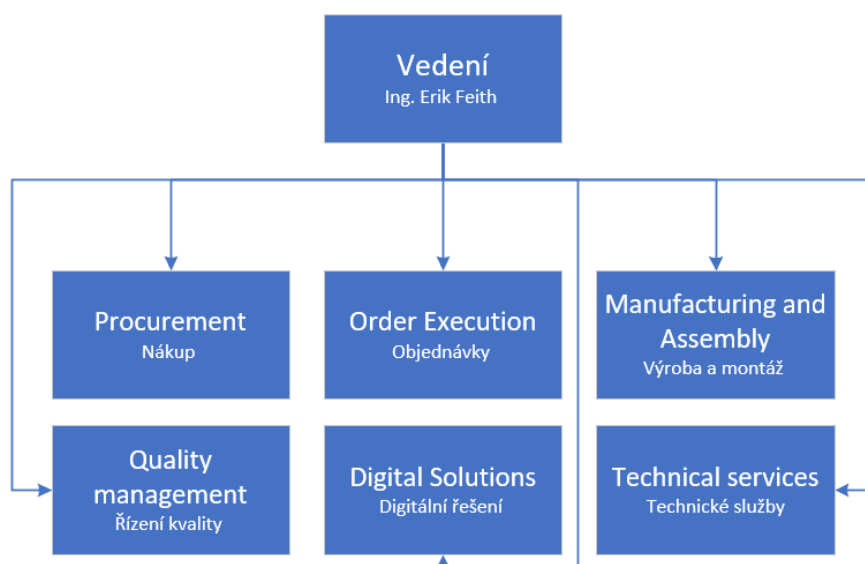 Vedení
Ing. Erik Feith
Procurement
Nákup
Order Execution
Objednávky
Manufacturing and
Assembly
Výroba a montáž
Quality
management
Řízení kvality
Digital Solutions
Digitální řešení
Technical services
Technické služby